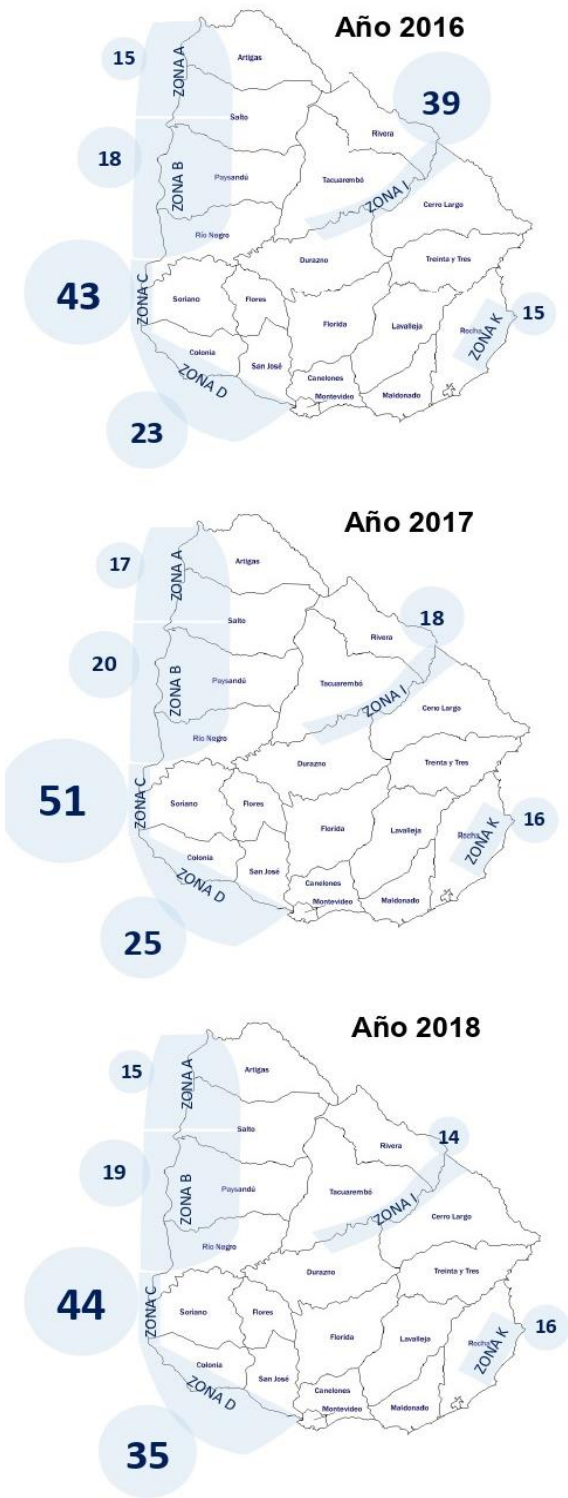 Año 2016
15
ZONA A
Artigas
39
Salto
Rivera
18
ZONA B
Paysandú
Tacuarembó
ZONA I
Cerro Largo
Río Negro
Durazno
Treinta y Tres
43
ZONA C
Soriano
Flores
Florida
Lavalleja
Rocha
ZONA K
15
Colonia
San José
ZONA D
Canelones
Montevideo
Maldonado
23
Año 2017
17
ZONA A
Artigas
18
Salto
Rivera
20
ZONA B
Paysandú
Tacuarembó
ZONA I
Cerro Largo
Río Negro
Durazno
Treinta y Tres
51
ZONA C
Soriano
Flores
Florida
Lavalleja
Rocha
ZONA K
16
Colonia
San José
ZONA D
Canelones
Montevideo
Maldonado
25
Año 2018
15
ZONA A
Artigas
14
Salto
Rivera
19
ZONA B
Paysandú
Tacuarembó
ZONA I
Cerro Largo
Río Negro
Durazno
Treinta y Tres
44
ZONA C
Soriano
Flores
Florida
Lavalleja
Rocha
ZONA K
16
Colonia
San José
ZONA D
Canelones
Montevideo
Maldonado
35